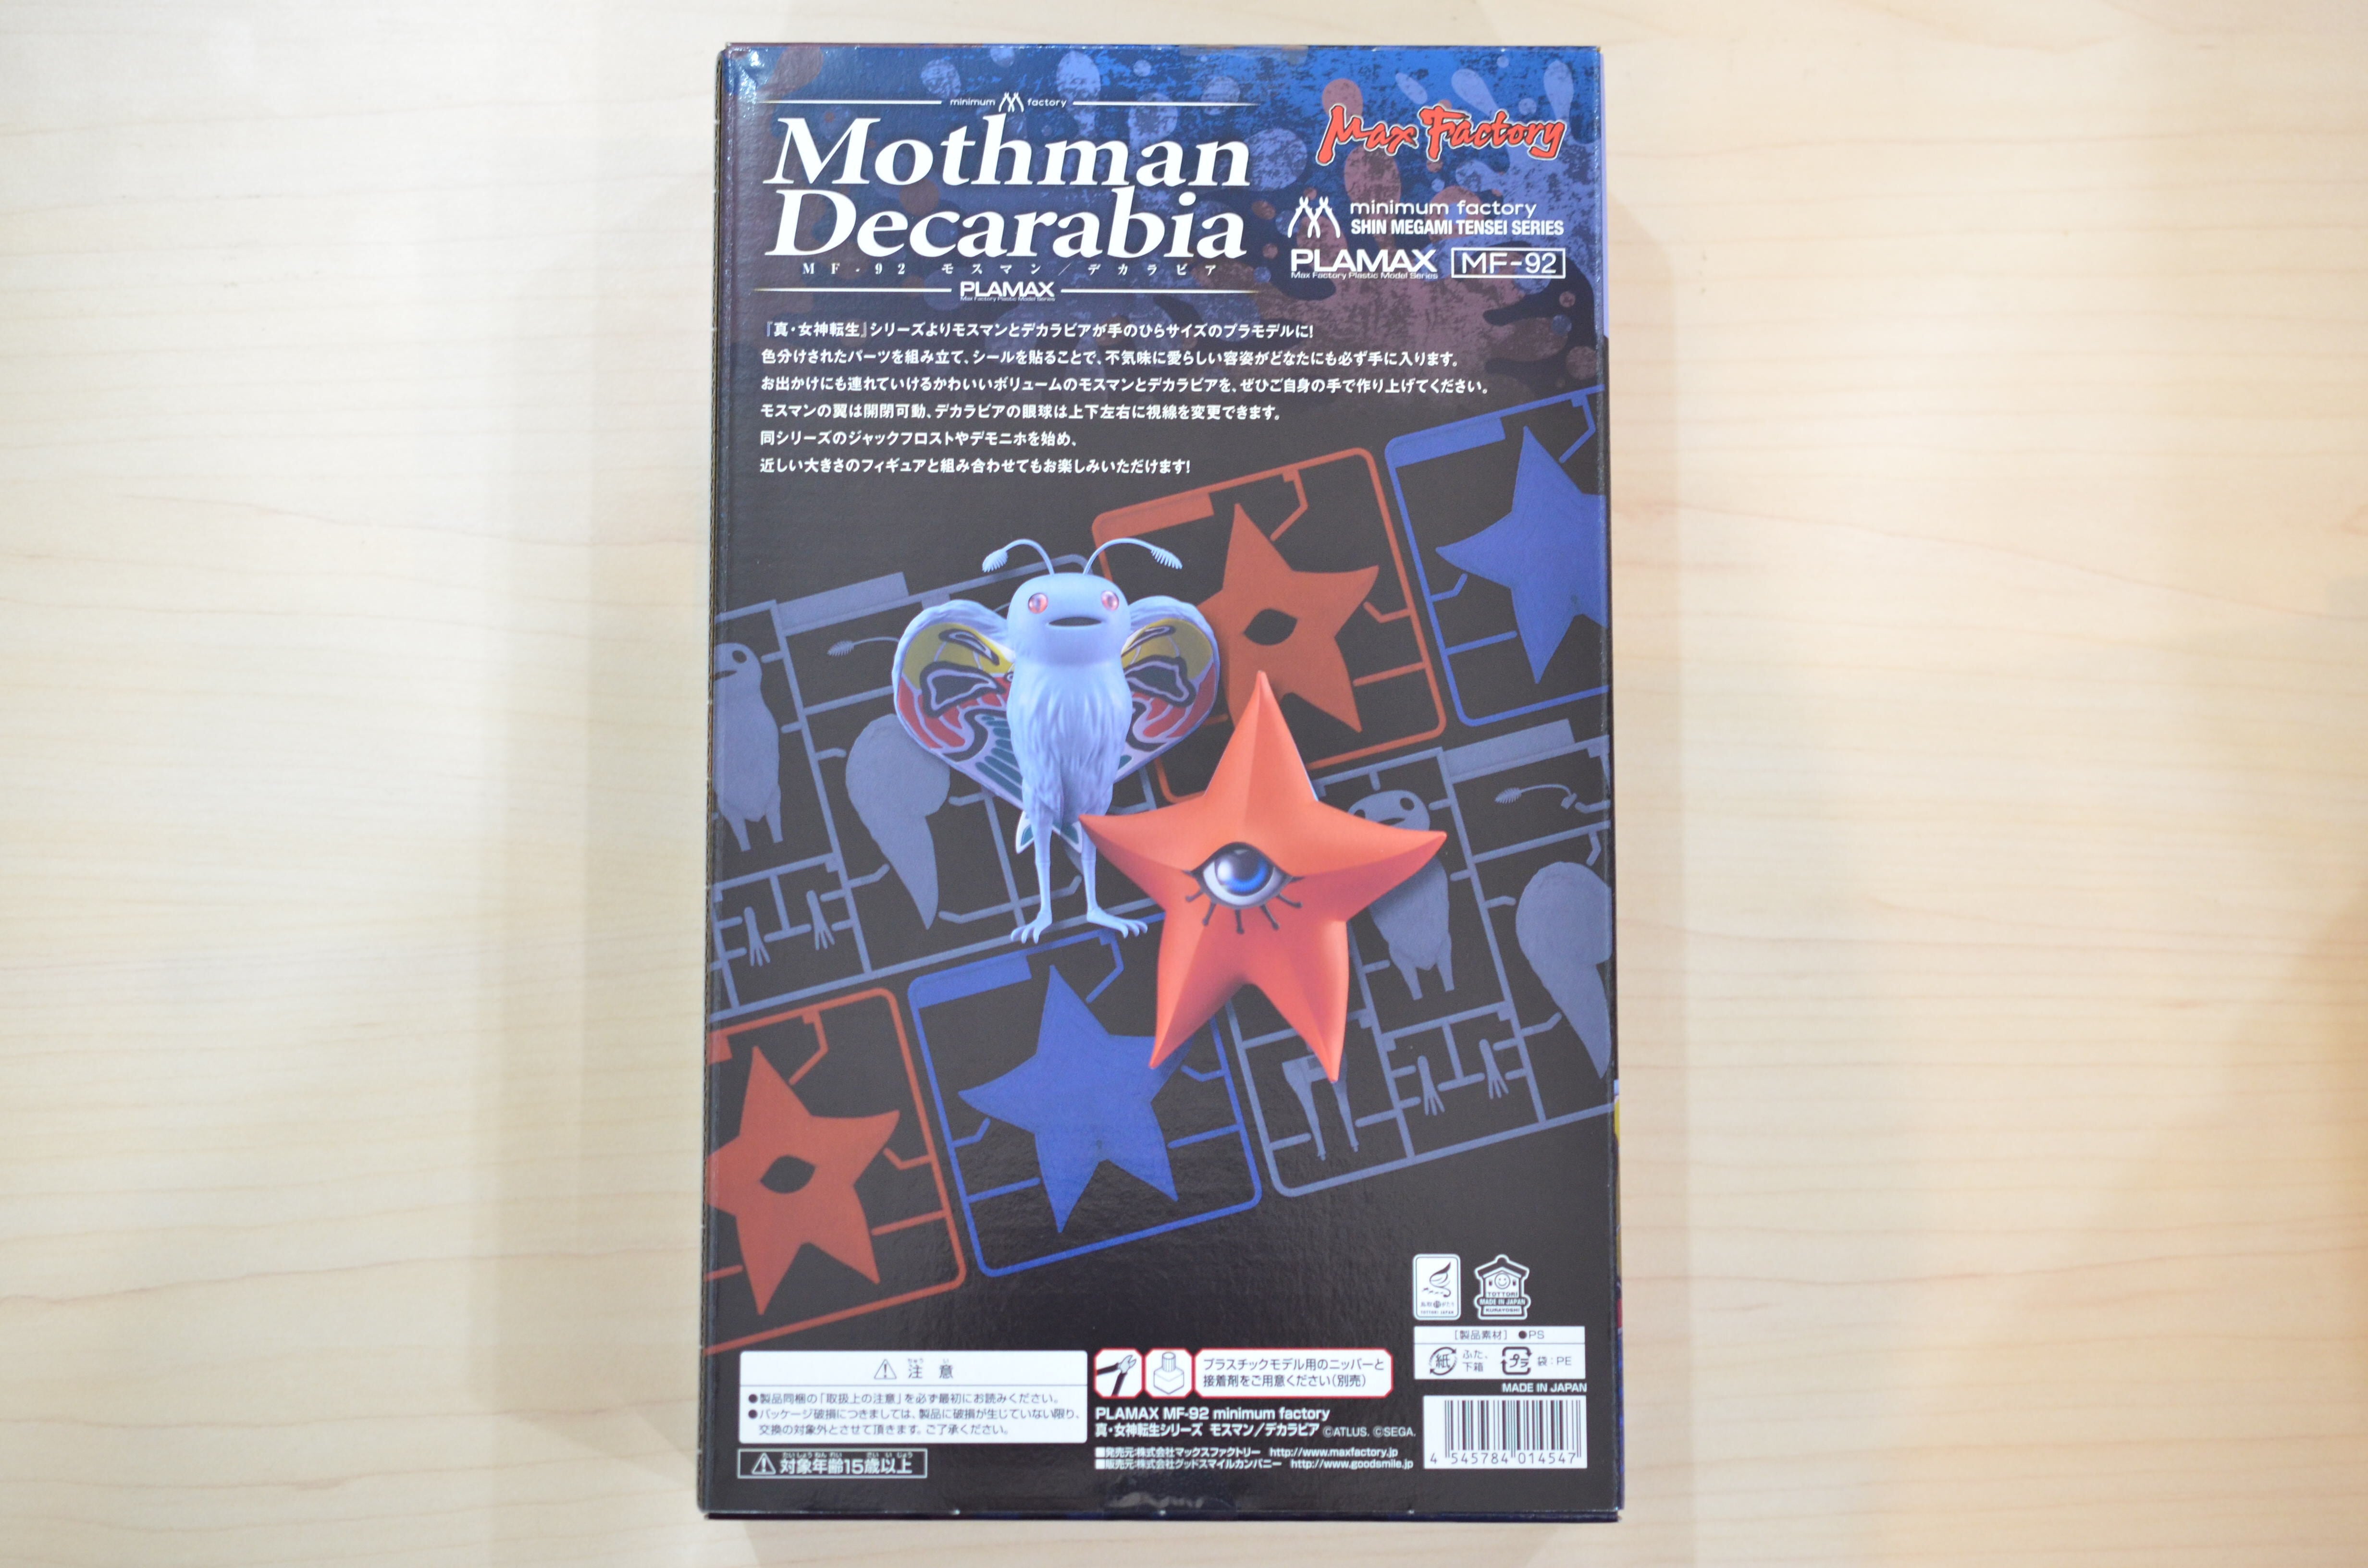 minimum factory
Mothman
Decarabia
MF-92 モスマン／デカラビア
PLAMAX
Max Factory Plastic Model Series
Max Factory
minimum factory
SHIN MEGAMI TENSEI SERIES
PLAMAX MF-92
Max Factory Plastic Model Series
『真・女神転生』シリーズよりモスマンとデカラビアが手のひらサイズのプラモデルに!
色分けされたパーツを組み立て、シールを貼ることで、不気味に愛らしい容姿がどなたにも必ず手に入ります。
お出かけにも連れていけるかわいいボリュームのモスマンとデカラビアを、ぜひご自身の手で作り上げてください。
モスマンの翼は開閉可動、デカラビアの眼球は上下左右に視線を変更できます。
同シリーズのジャックフロストやデモニホを始め、
近しい大きさのフィギュアと組み合わせてもお楽しみいただけます!
TOTTORI JAPAN
TOTTORI
MADE IN JAPAN
KURAYOSHI
[製品素材] ●PS
紙 ふた、下箱 プラ 袋：PE
MADE IN JAPAN
4 545784 014547
注意
ちゅう い
●製品同梱の「取扱上の注意」を必ず最初にお読みください。
●パッケージ破損につきましては、製品に破損が生じていない限り、
交換の対象外とさせて頂きます。ご了承ください。
対象年齢15歳以上
たいしょうねんれい さい い じょう
プラスチックモデル用のニッパーと
接着剤をご用意ください(別売)
PLAMAX MF-92 minimum factory
真・女神転生シリーズ モスマン／デカラビア ©ATLUS. ©SEGA.
■発売元:株式会社マックスファクトリー http://www.maxfactory.jp
■販売元:株式会社グッドスマイルカンパニー http://www.goodsmile.jp